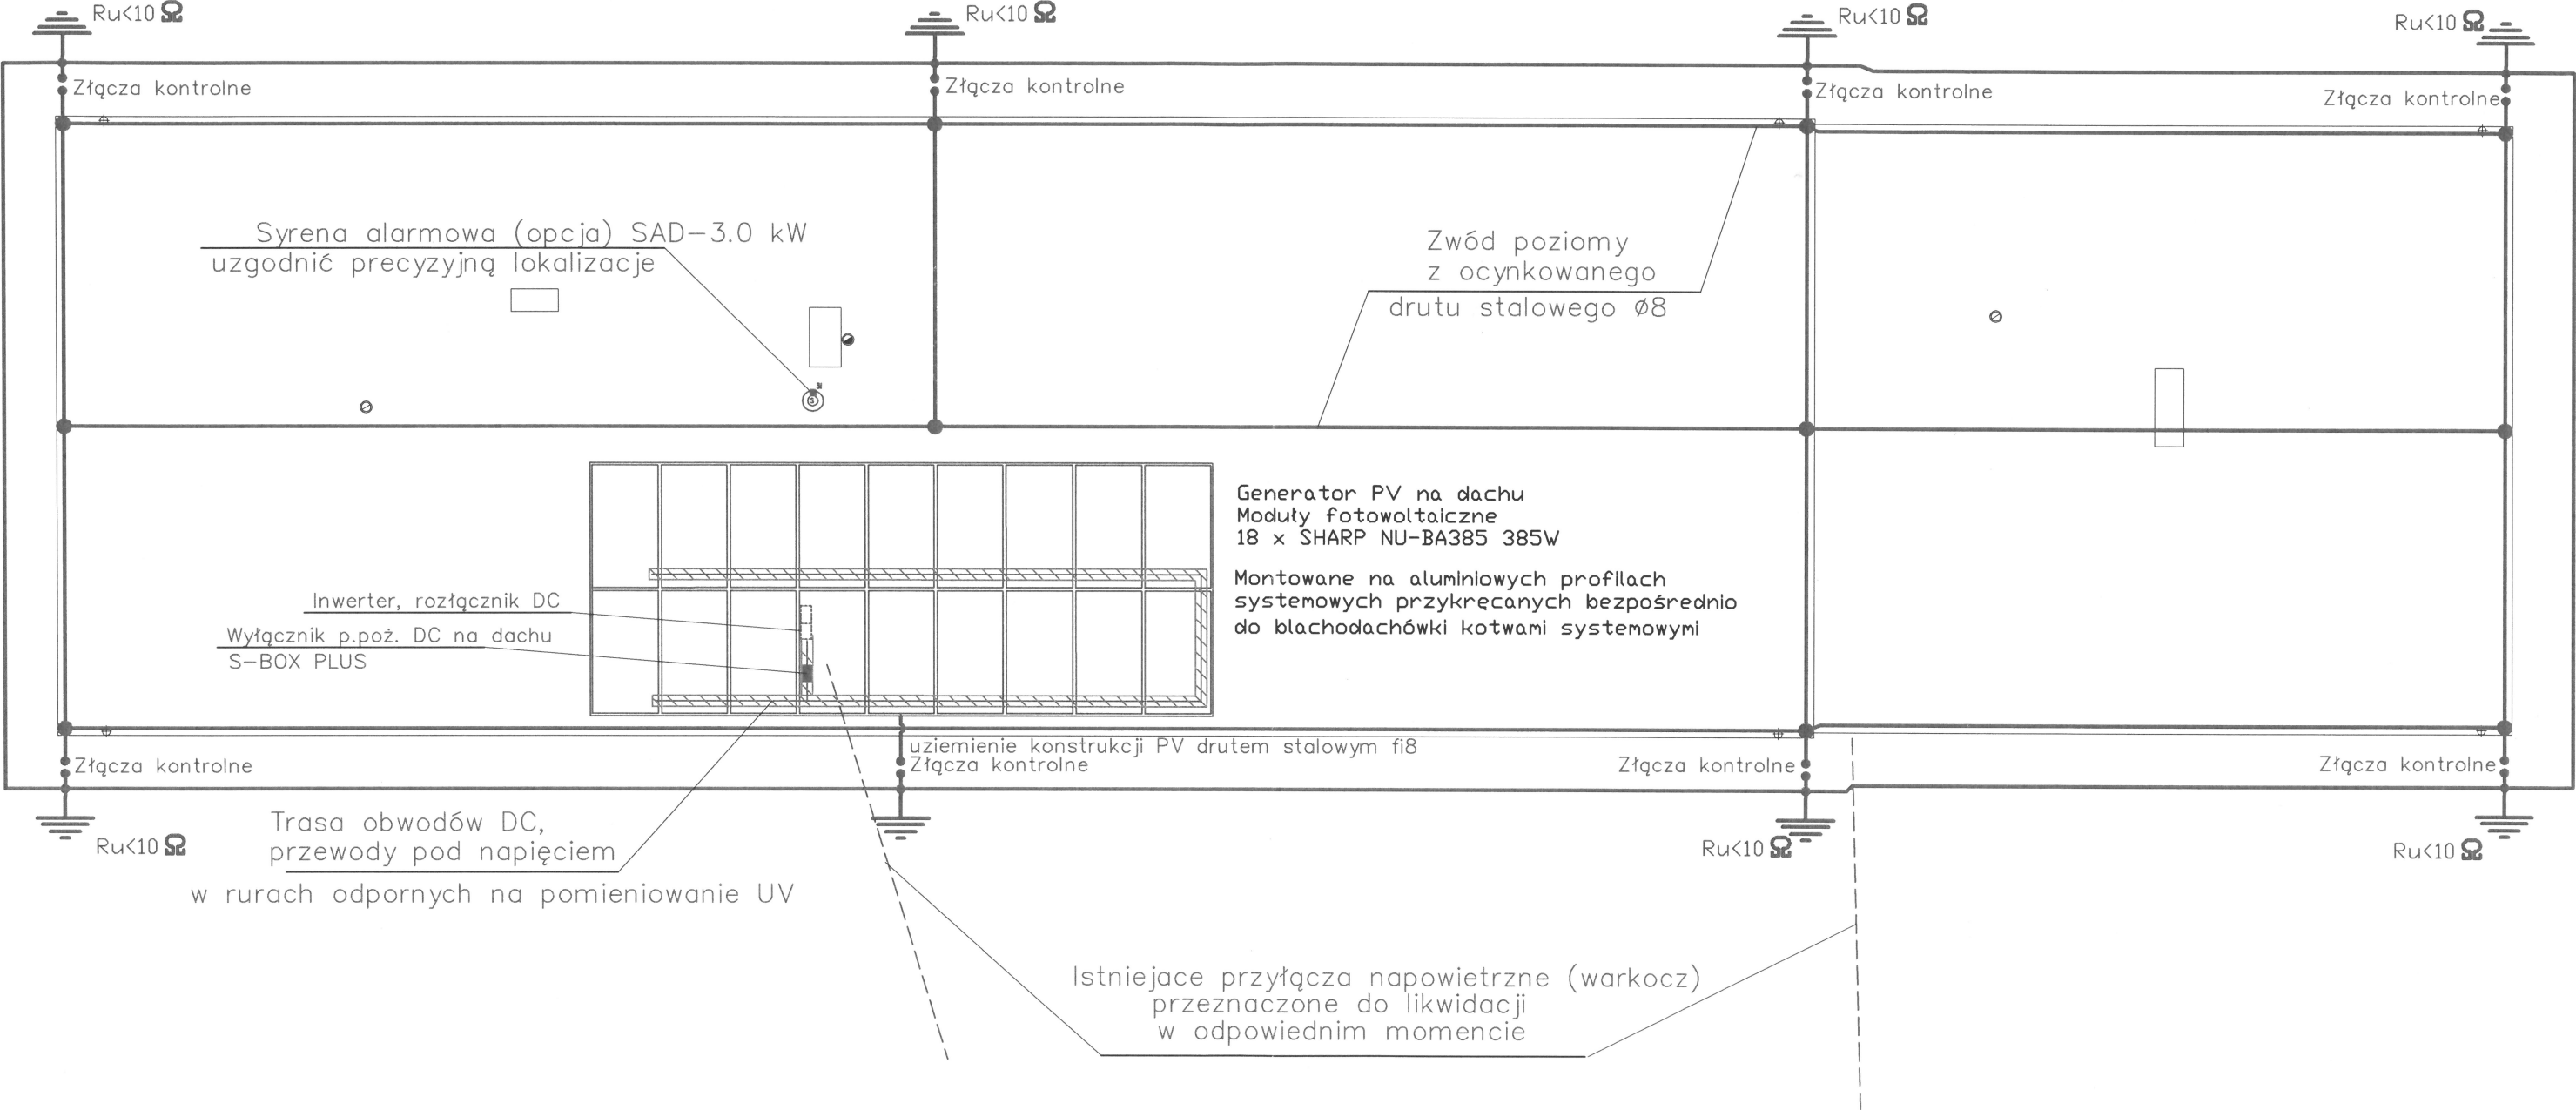 Ru<10 Ω
Ru<10 Ω
Ru<10 Ω
Ru<10 Ω
Złącza kontrolne
Złącza kontrolne
Złącza kontrolne
Złącza kontrolne
Syrena alarmowa (opcja) SAD-3.0 kW
uzgodnić precyzyjną lokalizacje
Zwód poziomy
z ocynkowanego
drutu stalowego ø8
S
Generator PV na dachu
Moduły fotowoltaiczne
18 x SHARP NU-BA385 385W
Montowane na aluminiowych profilach
systemowych przykręcanych bezpośrednio
do blachodachówki kotwami systemowymi
Inwerter, rozłącznik DC
Wyłącznik p.poż. DC na dachu
S-BOX PLUS
uziemienie konstrukcji PV drutem stalowym fi8
Złącza kontrolne
Złącza kontrolne
Złącza kontrolne
Złącza kontrolne
Ru<10 Ω
Ru<10 Ω
Ru<10 Ω
Trasa obwodów DC,
przewody pod napięciem
w rurach odpornych na pomieniowanie UV
Istniejace przyłącza napowietrzne (warkocz)
przeznaczone do likwidacji
w odpowiednim momencie